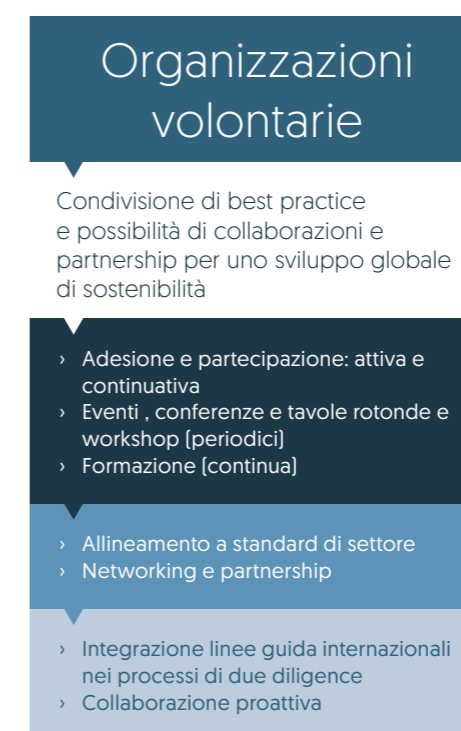 Organizzazioni
volontarie
Condivisione di best practice
e possibilità di collaborazioni e
partnership per uno sviluppo globale
di sostenibilità
› Adesione e partecipazione: attiva e
continuativa
› Eventi , conferenze e tavole rotonde e
workshop (periodici)
› Formazione (continua)
› Allineamento a standard di settore
› Networking e partnership
› Integrazione linee guida internazionali
nei processi di due diligence
› Collaborazione proattiva